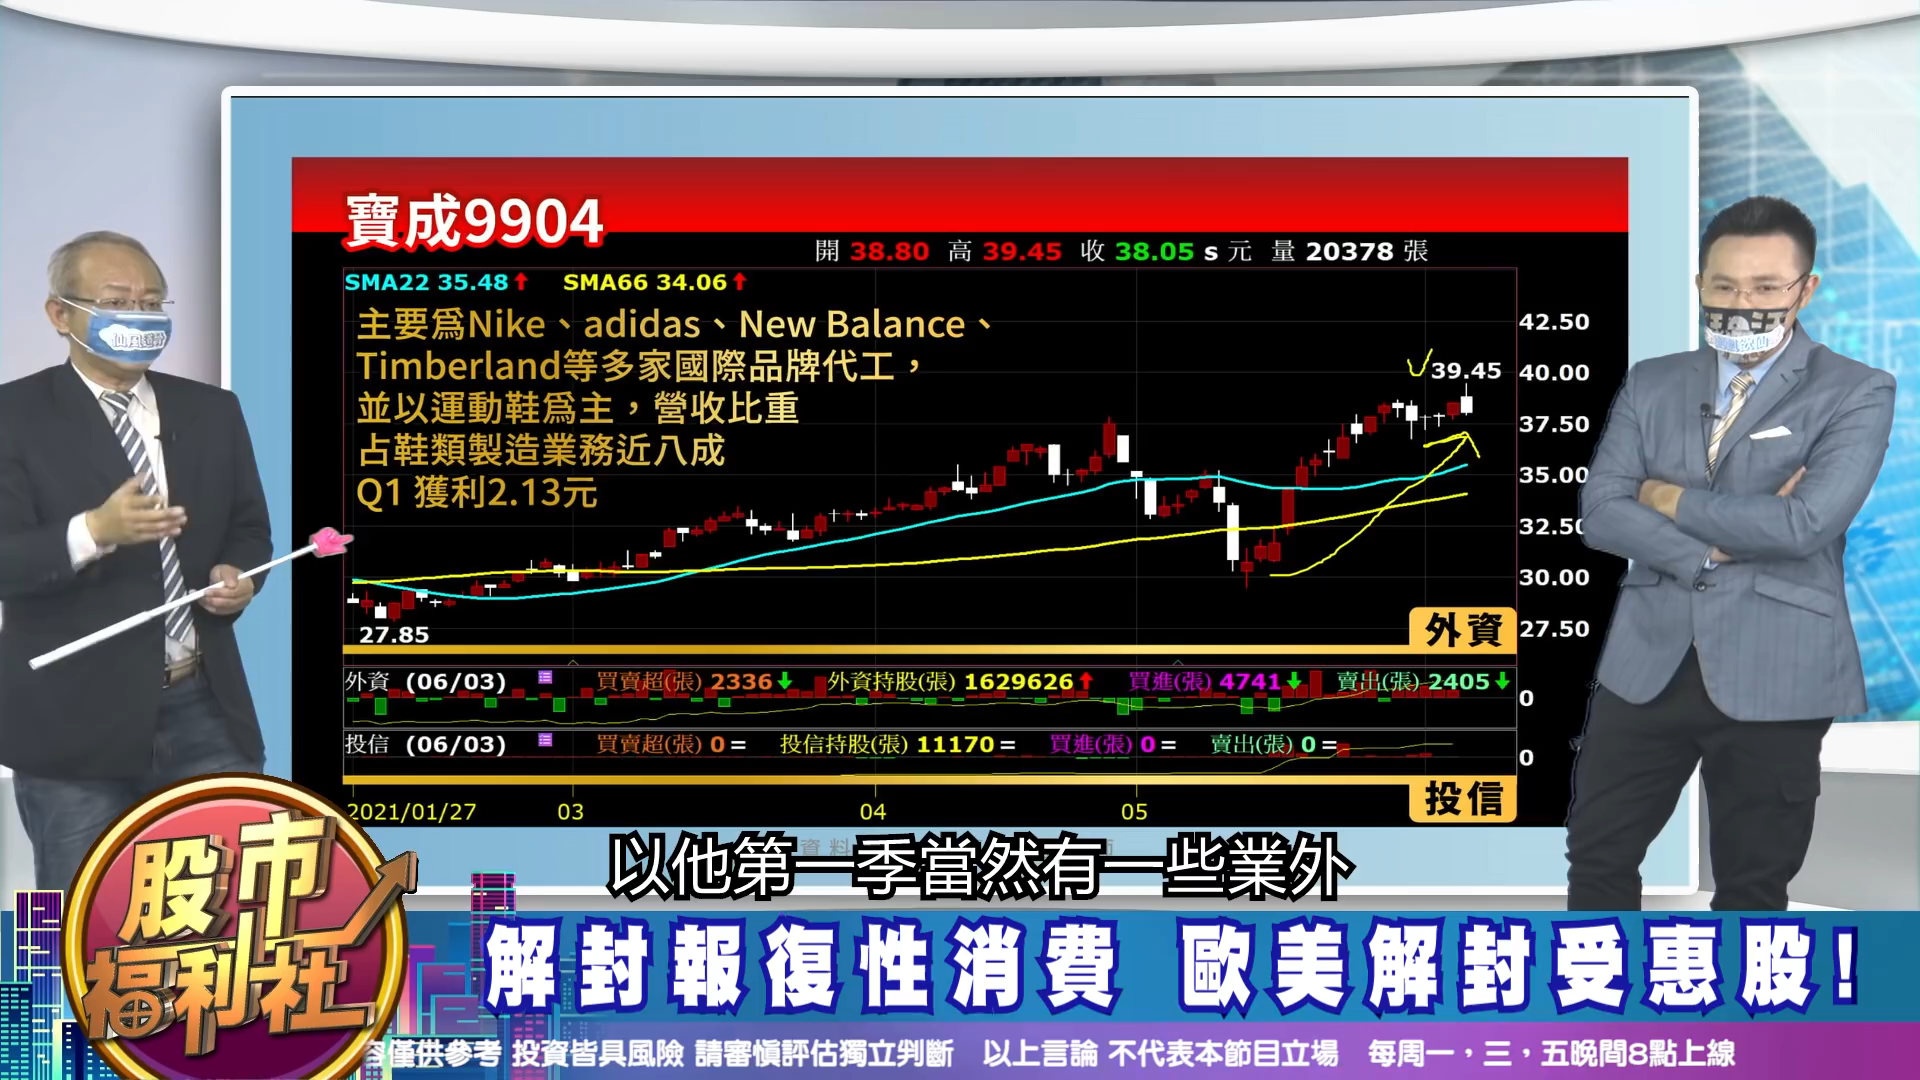 寶成9904
開 38.80 高 39.45 收 38.05 s 元 量 20378 張
SMA22 35.48↑ SMA66 34.06↑
主要爲Nike、adidas、New Balance、
Timberland等多家國際品牌代工，
並以運動鞋爲主，營收比重
占鞋類製造業務近八成
Q1 獲利2.13元
39.45
27.85
42.50
40.00
37.50
35.00
32.50
30.00
27.50
外資
外資 (06/03) 買賣超(張) 2336↓ 外資持股(張) 1629626↑ 買進(張) 4741↓ 賣出(張) 2405↓
0
投信 (06/03) 買賣超(張) 0= 投信持股(張) 11170= 買進(張) 0= 賣出(張) 0=
0
投信
2021/01/27 03 04 05
資料
以他第一季當然有一些業外
股市
福利社
解封報復性消費 歐美解封受惠股!
容僅供參考 投資皆具風險 請審慎評估獨立判斷 以上言論 不代表本節目立場 每周一，三，五晚間8點上線